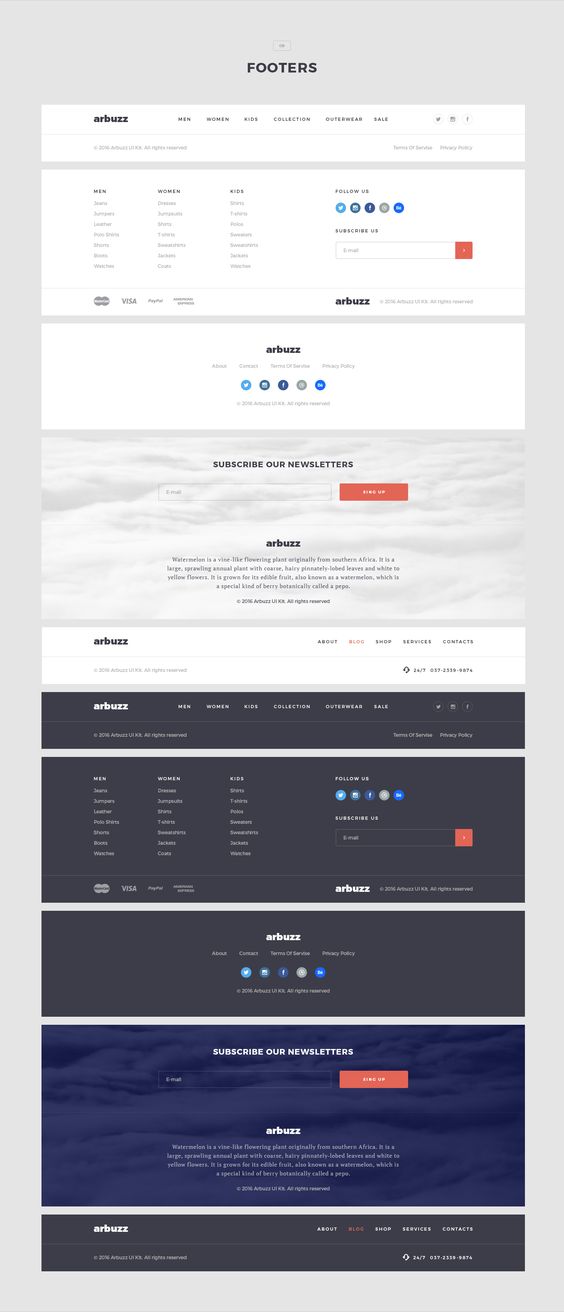 FOOTERS
arbuzz MEN WOMEN KIDS COLLECTION OUTERWEAR SALE
© 2016 Arbuzz UI Kit. All rights reserved Terms Of Servise Privacy Policy
MEN WOMEN KIDS FOLLOW US
Jeans Dresses Shirts
Jumpers Jumpsuits T-shirts
Leather Shirts Polos
Polo Shirts T-shirts Sweaters
Shorts Sweatshirts Sweatshirts
Boots Jackets Jackets
Watches Coats Watches
SUBSCRIBE US
E-mail
VISA PayPal AMERICAN EXPRESS arbuzz © 2016 Arbuzz UI Kit. All rights reserved
arbuzz
About Contact Terms Of Servise Privacy Policy
Bē
© 2016 Arbuzz UI Kit. All rights reserved
SUBSCRIBE OUR NEWSLETTERS
E-mail SING UP
arbuzz
Watermelon is a vine-like flowering plant originally from southern Africa. It is a
large, sprawling annual plant with coarse, hairy pinnately-lobed leaves and white to
yellow flowers. It is grown for its edible fruit, also known as a watermelon, which is
a special kind of berry botanically called a pepo.
© 2016 Arbuzz UI Kit. All rights reserved
arbuzz ABOUT BLOG SHOP SERVICES CONTACTS
© 2016 Arbuzz UI Kit. All rights reserved 24/7 037-2339-9874
arbuzz MEN WOMEN KIDS COLLECTION OUTERWEAR SALE
© 2016 Arbuzz UI Kit. All rights reserved Terms Of Servise Privacy Policy
MEN WOMEN KIDS FOLLOW US
Jeans Dresses Shirts
Jumpers Jumpsuits T-shirts
Leather Shirts Polos
Polo Shirts T-shirts Sweaters
Shorts Sweatshirts Sweatshirts
Boots Jackets Jackets
Watches Coats Watches
SUBSCRIBE US
E-mail
VISA PayPal AMERICAN EXPRESS arbuzz © 2016 Arbuzz UI Kit. All rights reserved
arbuzz
About Contact Terms Of Servise Privacy Policy
Bē
© 2016 Arbuzz UI Kit. All rights reserved
SUBSCRIBE OUR NEWSLETTERS
E-mail SING UP
arbuzz
Watermelon is a vine-like flowering plant originally from southern Africa. It is a
large, sprawling annual plant with coarse, hairy pinnately-lobed leaves and white to
yellow flowers. It is grown for its edible fruit, also known as a watermelon, which is
a special kind of berry botanically called a pepo.
© 2016 Arbuzz UI Kit. All rights reserved
arbuzz ABOUT BLOG SHOP SERVICES CONTACTS
© 2016 Arbuzz UI Kit. All rights reserved 24/7 037-2339-9874